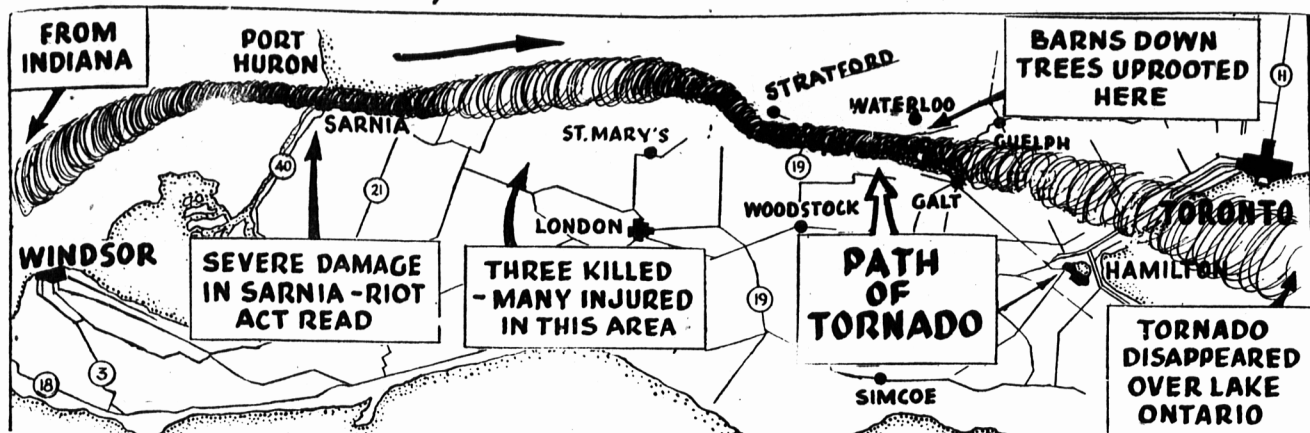 FROM
INDIANA
PORT
HURON
SARNIA
STRATFORD
WATERLOO
BARNS DOWN
TREES UPROOTED
HERE
H
GUELPH
ST. MARY'S
40
21
19
LONDON
WOODSTOCK
GALT
TORONTO
WINDSOR
SEVERE DAMAGE
IN SARNIA - RIOT
ACT READ
THREE KILLED
- MANY INJURED
IN THIS AREA
19
PATH
OF
TORNADO
HAMILTON
TORNADO
DISAPPEARED
OVER LAKE
ONTARIO
18
3
SIMCOE